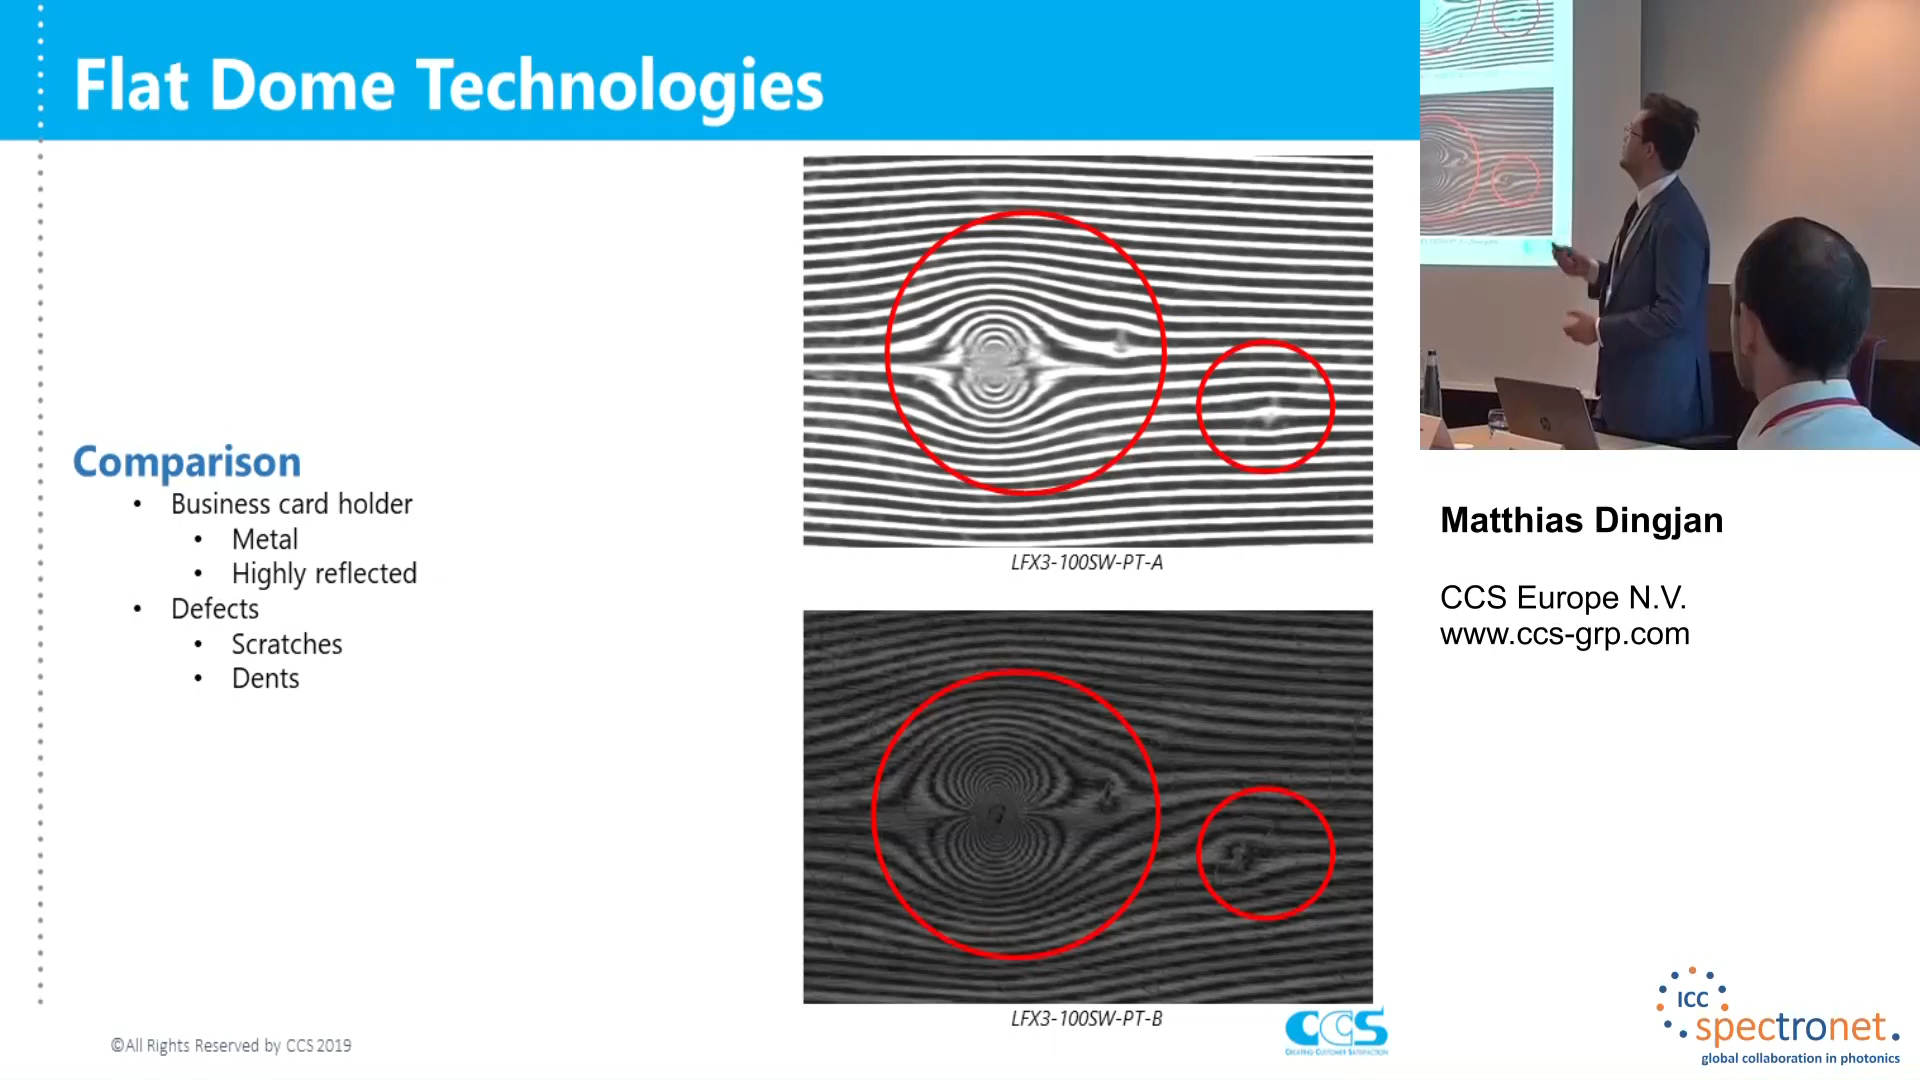 Flat Dome Technologies
Comparison
• Business card holder
• Metal
• Highly reflected
• Defects
• Scratches
• Dents
LFX3-100SW-PT-A
LFX3-100SW-PT-B
©All Rights Reserved by CCS 2019
CCS
CREATING CUSTOMER SATISFACTION
Matthias Dingjan
CCS Europe N.V.
www.ccs-grp.com
ICC
spectronet.
global collaboration in photonics